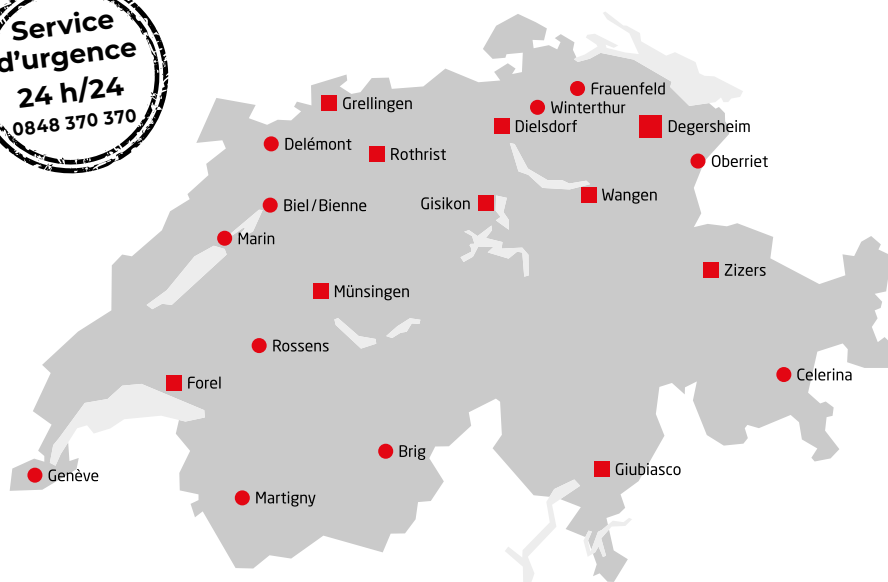 Service
d'urgence
24 h/24
0848 370 370
Frauenfeld
Grellingen
Winterthur
Dielsdorf
Degersheim
Delémont
Rothrist
Oberriet
Wangen
Biel/Bienne
Gisikon
Marin
Zizers
Münsingen
Rossens
Celerina
Forel
Brig
Giubiasco
Genève
Martigny